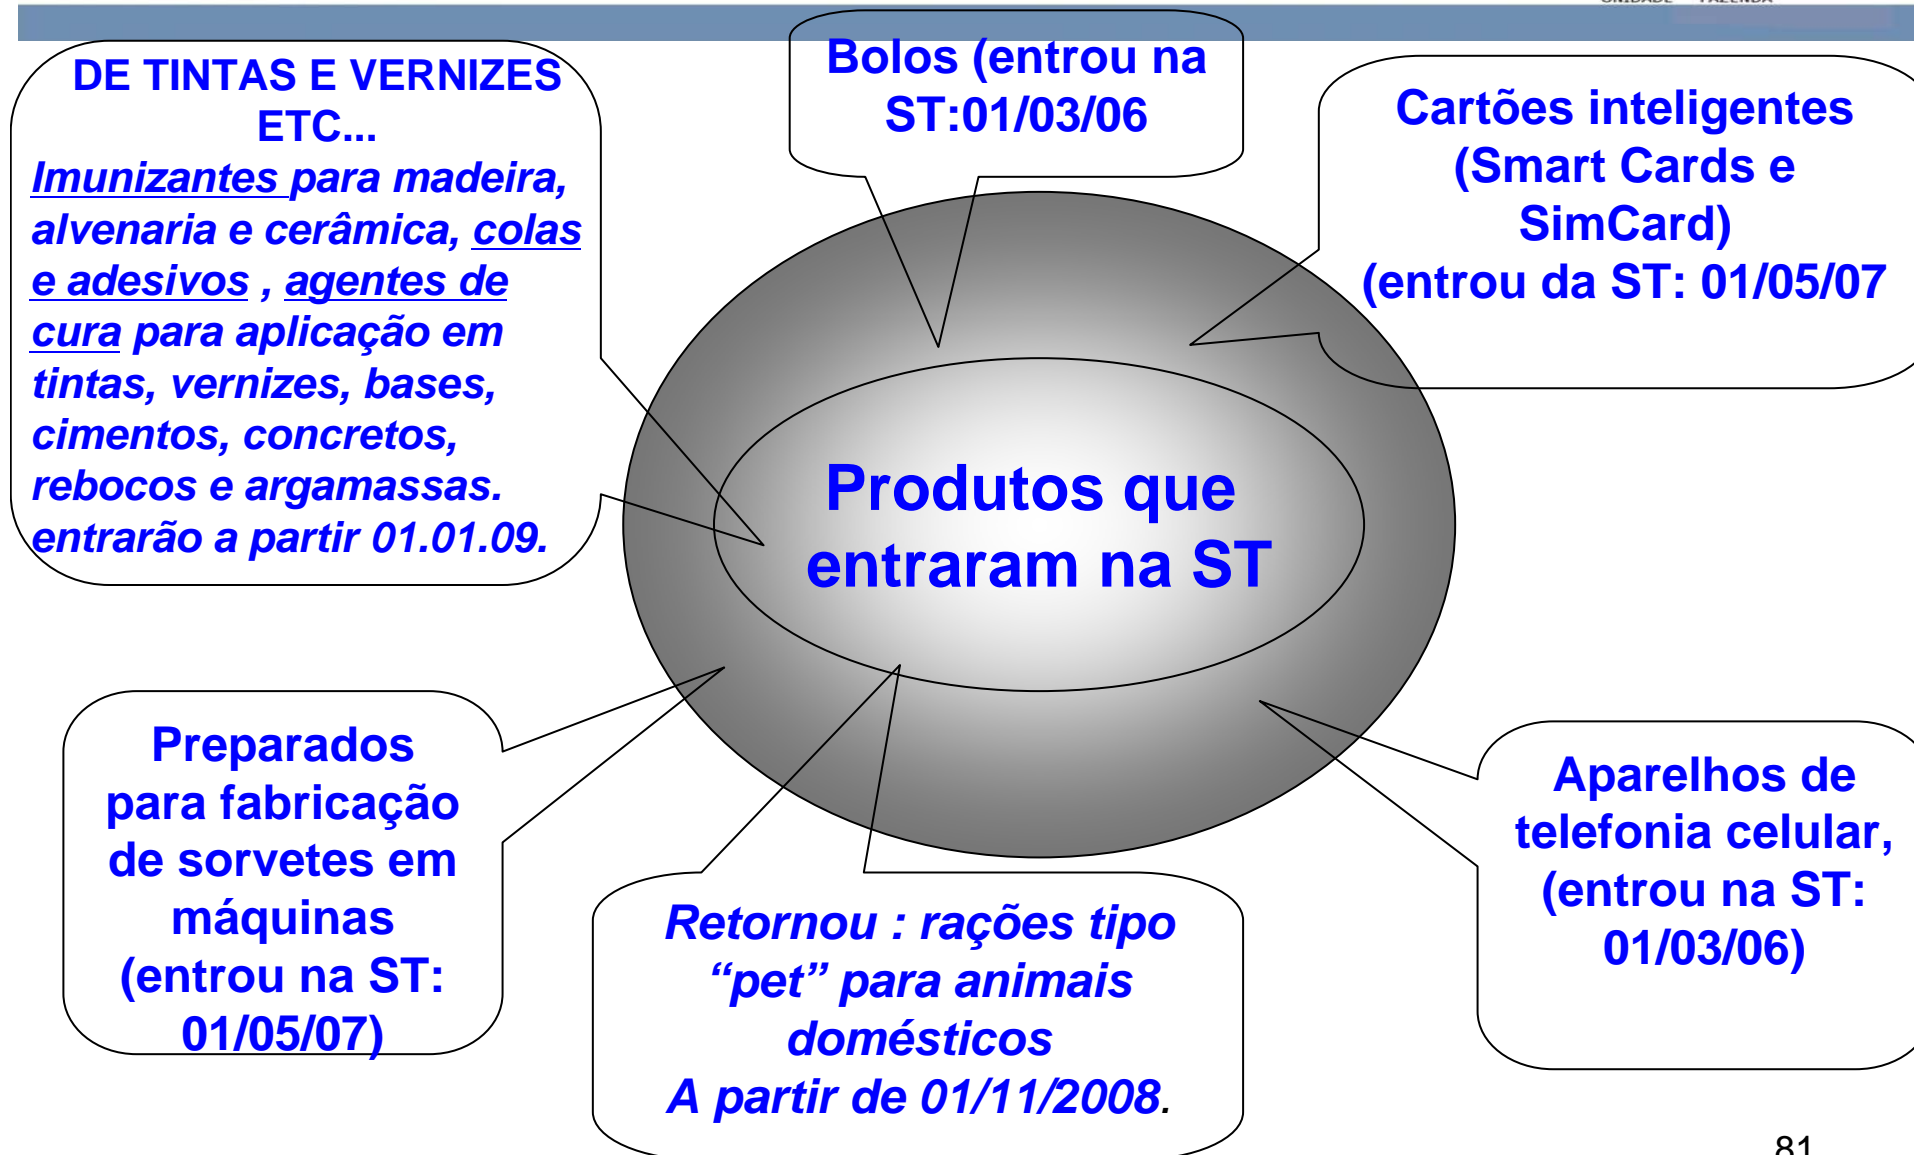 UNIDADE FAZENDA
DE TINTAS E VERNIZES
ETC...
Imunizantes para madeira,
alvenaria e cerâmica, colas
e adesivos , agentes de
cura para aplicação em
tintas, vernizes, bases,
cimentos, concretos,
rebocos e argamassas.
entrarão a partir 01.01.09.
Bolos (entrou na
ST:01/03/06
Cartões inteligentes
(Smart Cards e
SimCard)
(entrou da ST: 01/05/07
Produtos que
entraram na ST
Preparados
para fabricação
de sorvetes em
máquinas
(entrou na ST:
01/05/07)
Retornou : rações tipo
“pet” para animais
domésticos
A partir de 01/11/2008.
Aparelhos de
telefonia celular,
(entrou na ST:
01/03/06)
81